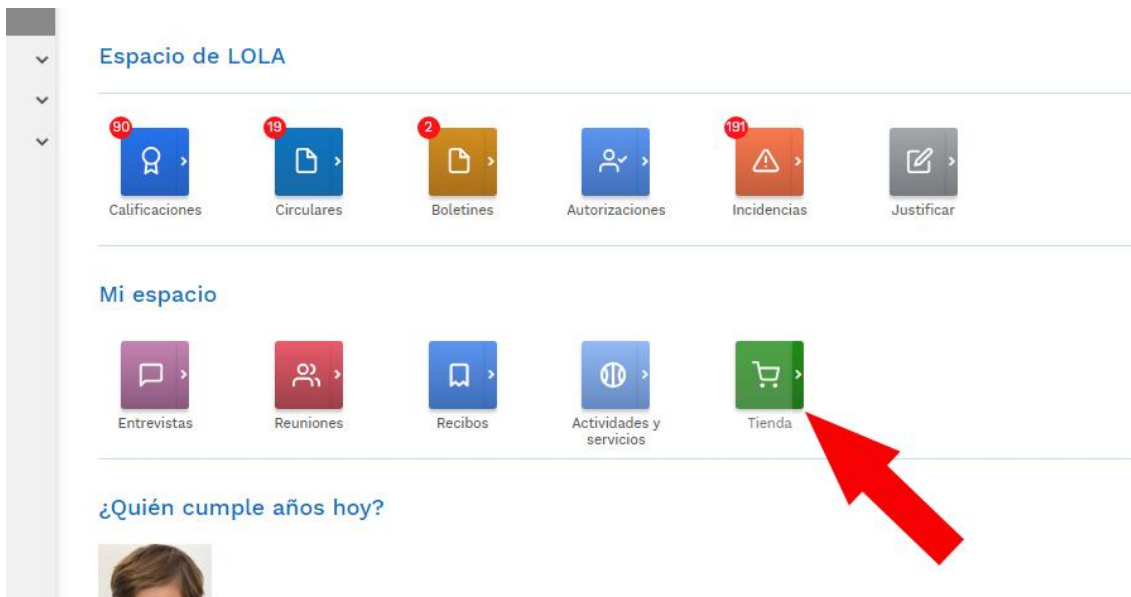 Espacio de LOLA
90 19 2 191
Calificaciones Circulares Boletines Autorizaciones Incidencias Justificar
Mi espacio
Entrevistas Reuniones Recibos Actividades y servicios Tienda
¿Quién cumple años hoy?